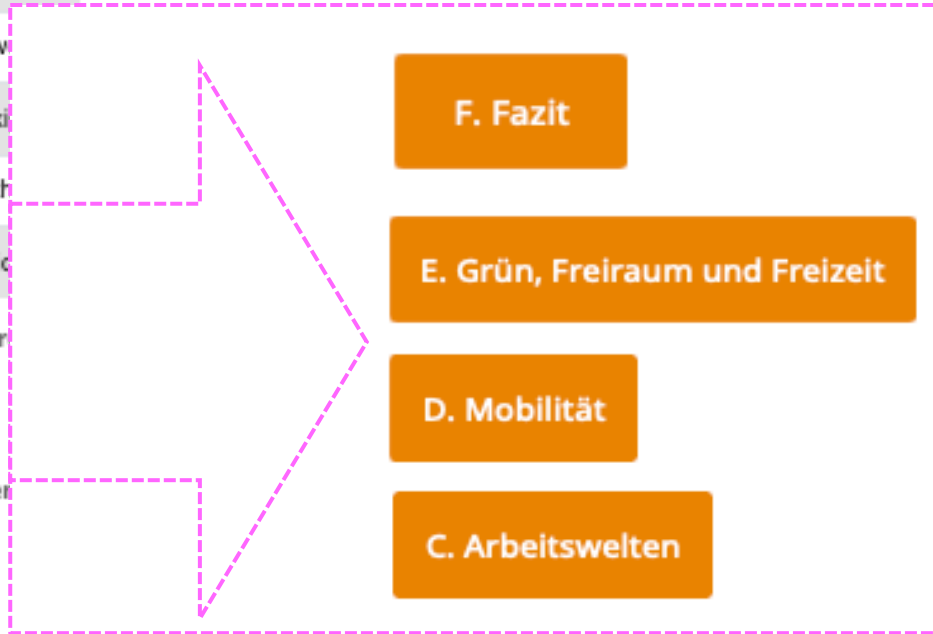 F. Fazit
E. Grün, Freiraum und Freizeit
D. Mobilität
C. Arbeitswelten